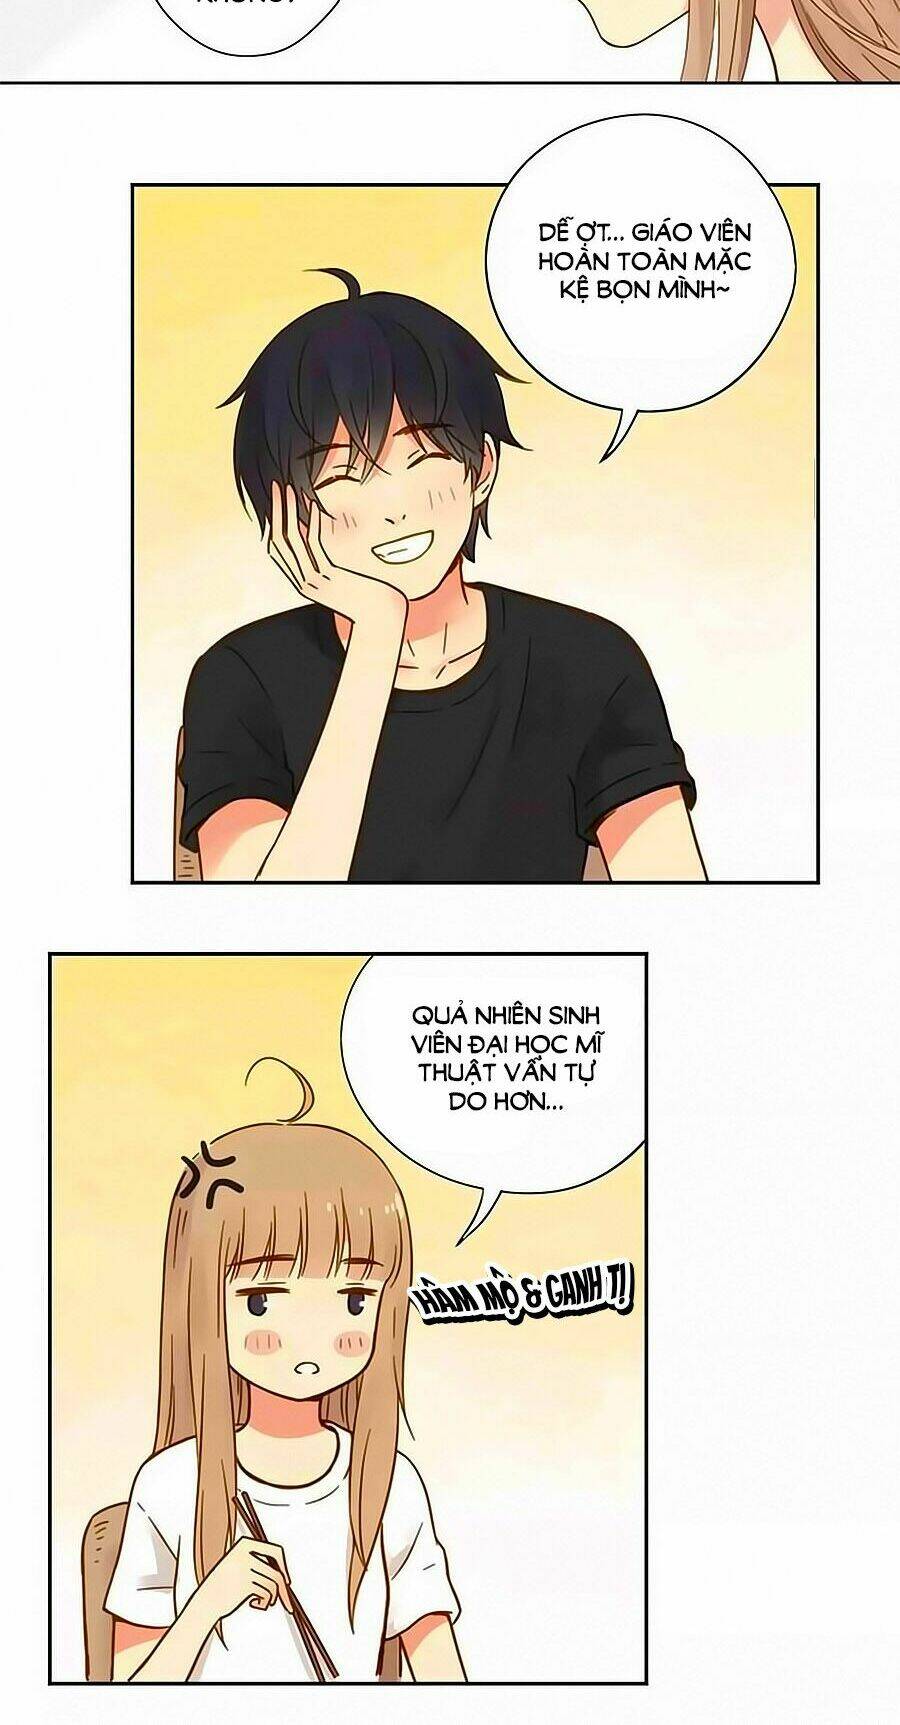 DỄ ỢT... GIÁO VIÊN
HOÀN TOÀN MẶC
KỆ BỌN MÌNH~
QUẢ NHIÊN SINH
VIÊN ĐẠI HỌC MĨ
THUẬT VẪN TỰ
DO HƠN...
HÂM MỘ & GANH TỊ!